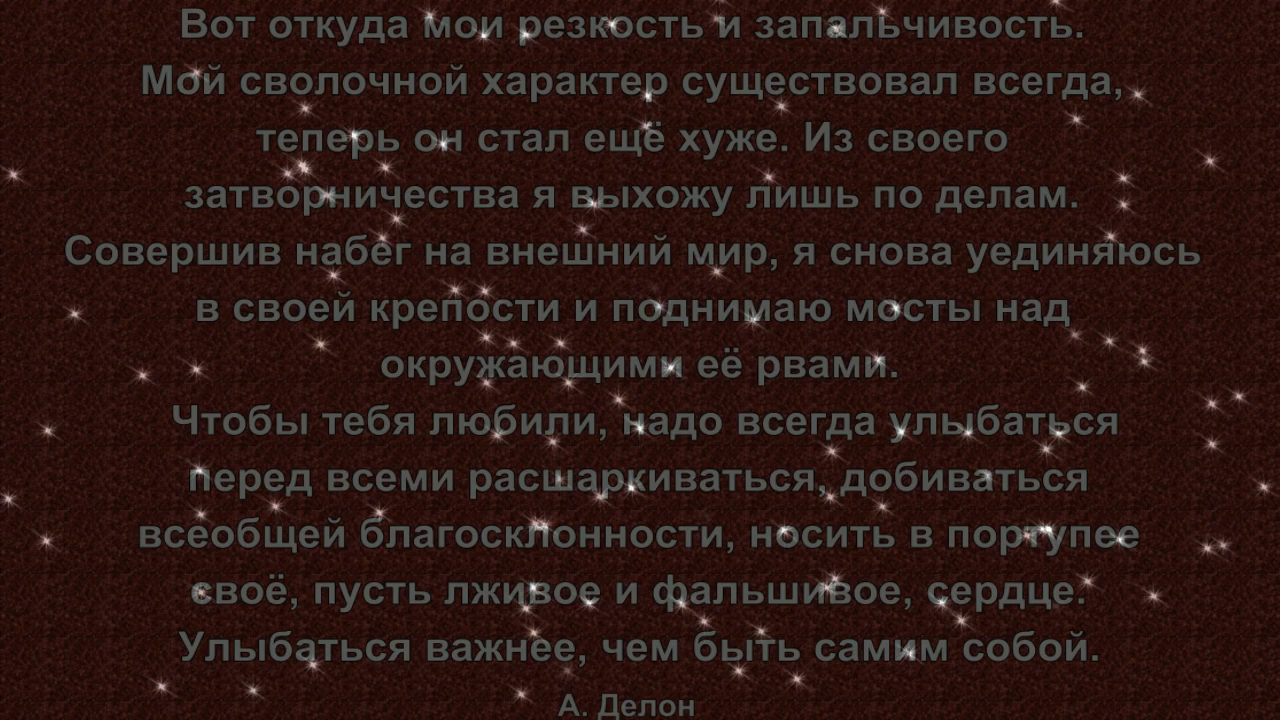 Вот откуда мои резкость и запальчивость.
Мой сволочной характер существовал всегда,
теперь он стал ещё хуже. Из своего
затворничества я выхожу лишь по делам.
Совершив набег на внешний мир, я снова уединяюсь
в своей крепости и поднимаю мосты над
окружающими её рвами.
Чтобы тебя любили, надо всегда улыбаться
перед всеми расшаркиваться, добиваться
всеобщей благосклонности, носить в портупее
своё, пусть лживое и фальшивое, сердце.
Улыбаться важнее, чем быть самим собой.
А. Делон